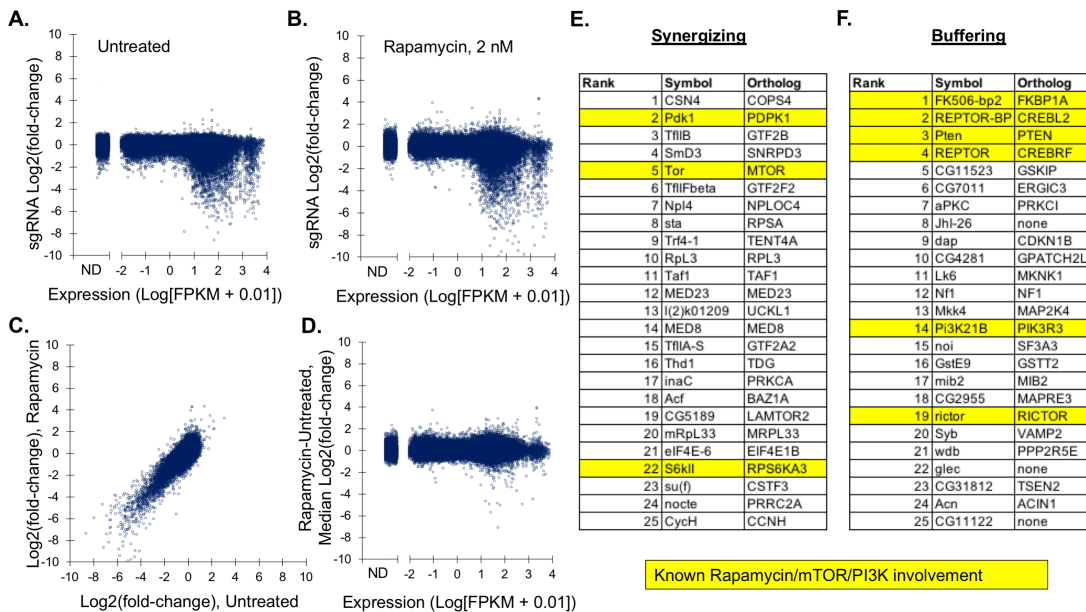 A.
Untreated
sgRNA Log2(fold-change)
10
8
6
4
2
0
-2
-4
-6
-8
-10
ND
-2 -1 0 1 2 3 4
Expression (Log[FPKM + 0.01])
B.
Rapamycin, 2 nM
sgRNA Log2(fold-change)
10
8
6
4
2
0
-2
-4
-6
-8
-10
ND
-2 -1 0 1 2 3 4
Expression (Log[FPKM + 0.01])
C.
Log2(fold-change), Rapamycin
10
8
6
4
2
0
-2
-4
-6
-8
-10
-10 -8 -6 -4 -2 0 2 4 6 8 10
Log2(fold-change), Untreated
D.
Rapamycin-Untreated,
Median Log2(fold-change)
10
8
6
4
2
0
-2
-4
-6
-8
-10
ND
-2 -1 0 1 2 3 4
Expression (Log[FPKM + 0.01])
E.
Synergizing
Rank Symbol Ortholog
1 CSN4 COPS4
2 Pdk1 PDPK1
3 TfIIB GTF2B
4 SmD3 SNRPD3
5 Tor MTOR
6 TfIIFbeta GTF2F2
7 Npl4 NPLOC4
8 sta RPSA
9 Trf4-1 TENT4A
10 RpL3 RPL3
11 Taf1 TAF1
12 MED23 MED23
13 l(2)k01209 UCKL1
14 MED8 MED8
15 TfIIA-S GTF2A2
16 Thd1 TDG
17 inaC PRKCA
18 Acf BAZ1A
19 CG5189 LAMTOR2
20 mRpL33 MRPL33
21 eIF4E-6 EIF4E1B
22 S6kII RPS6KA3
23 su(f) CSTF3
24 nocte PRRC2A
25 CycH CCNH
F.
Buffering
Rank Symbol Ortholog
1 FK506-bp2 FKBP1A
2 REPTOR-BP CREBL2
3 Pten PTEN
4 REPTOR CREBRF
5 CG11523 GSKIP
6 CG7011 ERGIC3
7 aPKC PRKCI
8 Jhl-26 none
9 dap CDKN1B
10 CG4281 GPATCH2L
11 Lk6 MKNK1
12 Nf1 NF1
13 Mkk4 MAP2K4
14 Pi3K21B PIK3R3
15 noi SF3A3
16 GstE9 GSTT2
17 mib2 MIB2
18 CG2955 MAPRE3
19 rictor RICTOR
20 Syb VAMP2
21 wdb PPP2R5E
22 glec none
23 CG31812 TSEN2
24 Acn ACIN1
25 CG11122 none
Known Rapamycin/mTOR/PI3K involvement